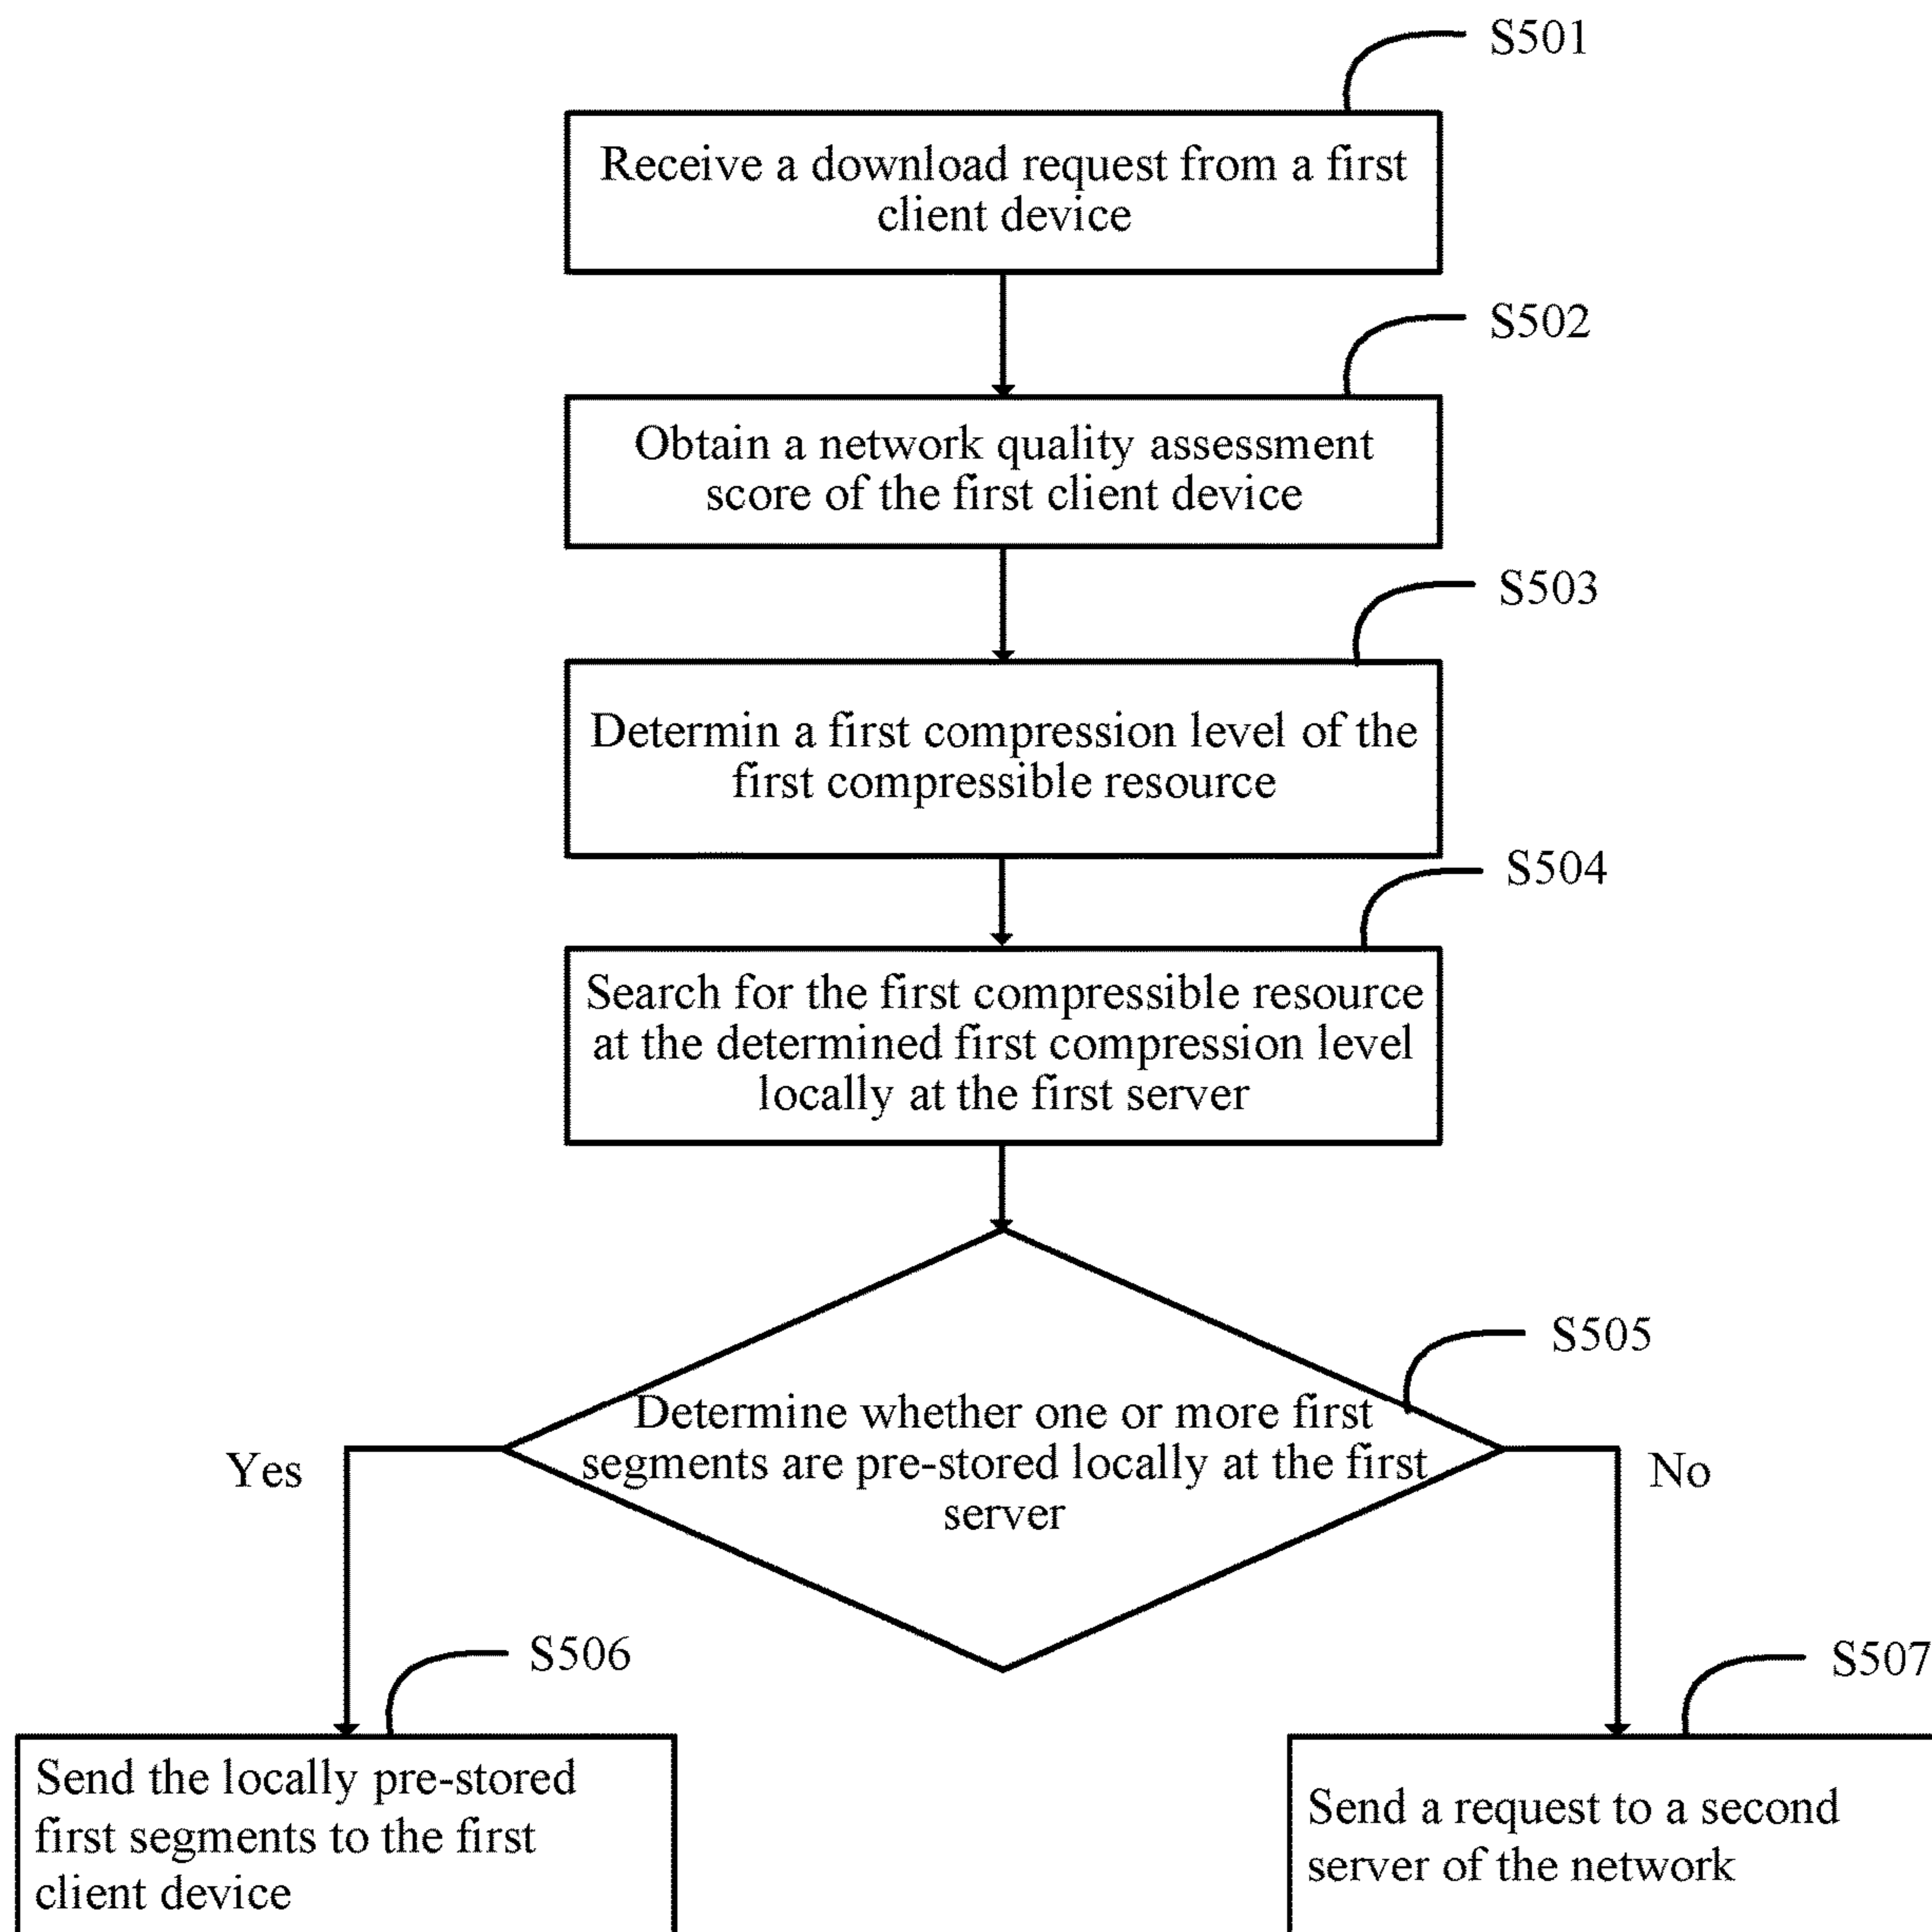 S501
Receive a download request from a first
client device
S502
Obtain a network quality assessment
score of the first client device
S503
Determin a first compression level of the
first compressible resource
S504
Search for the first compressible resource
at the determined first compression level
locally at the first server
S505
Determine whether one or more first
segments are pre-stored locally at the first
server
Yes
No
S506
S507
Send the locally pre-stored
first segments to the first
client device
Send a request to a second
server of the network